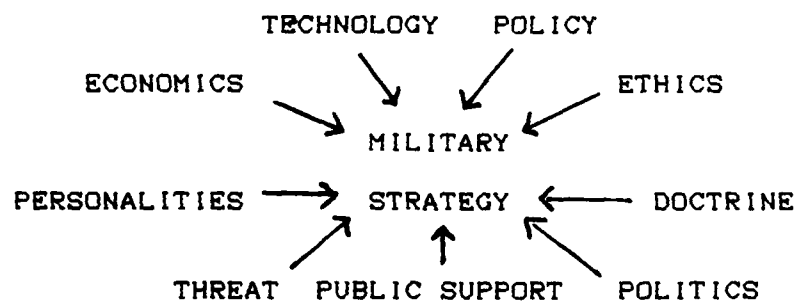 TECHNOLOGY POLICY
ECONOMICS ETHICS
MILITARY
PERSONALITIES STRATEGY DOCTRINE
THREAT PUBLIC SUPPORT POLITICS